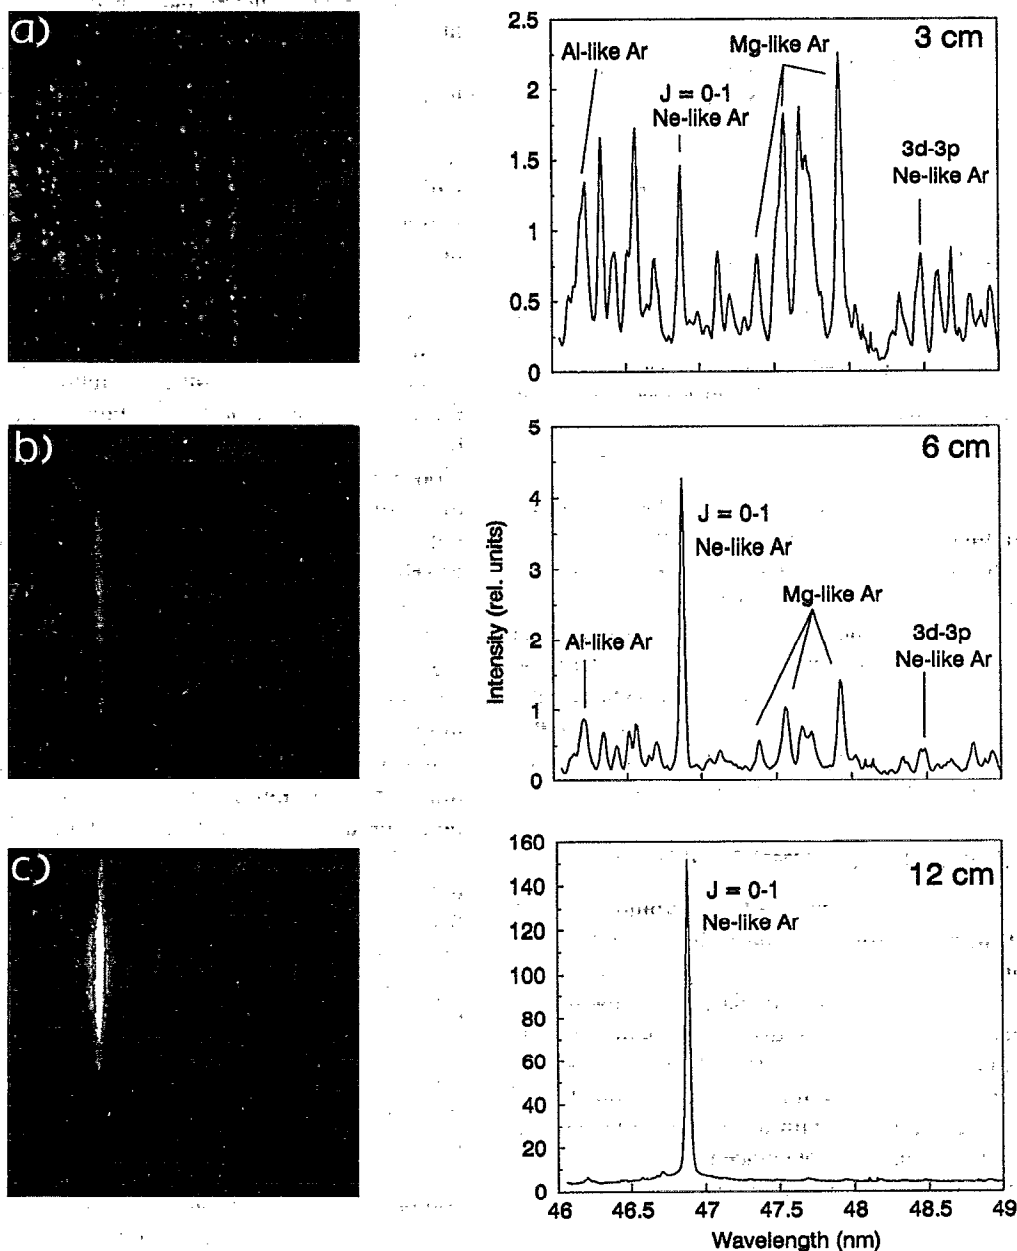 a)
2.5
2
1.5
1
0.5
0
3 cm
Al-like Ar
Mg-like Ar
J = 0-1
Ne-like Ar
3d-3p
Ne-like Ar
b)
5
4
3
2
1
0
6 cm
J = 0-1
Ne-like Ar
Mg-like Ar
Al-like Ar
3d-3p
Ne-like Ar
Intensity (rel. units)
c)
160
140
120
100
80
60
40
20
0
12 cm
J = 0-1
Ne-like Ar
46 46.5 47 47.5 48 48.5 49
Wavelength (nm)